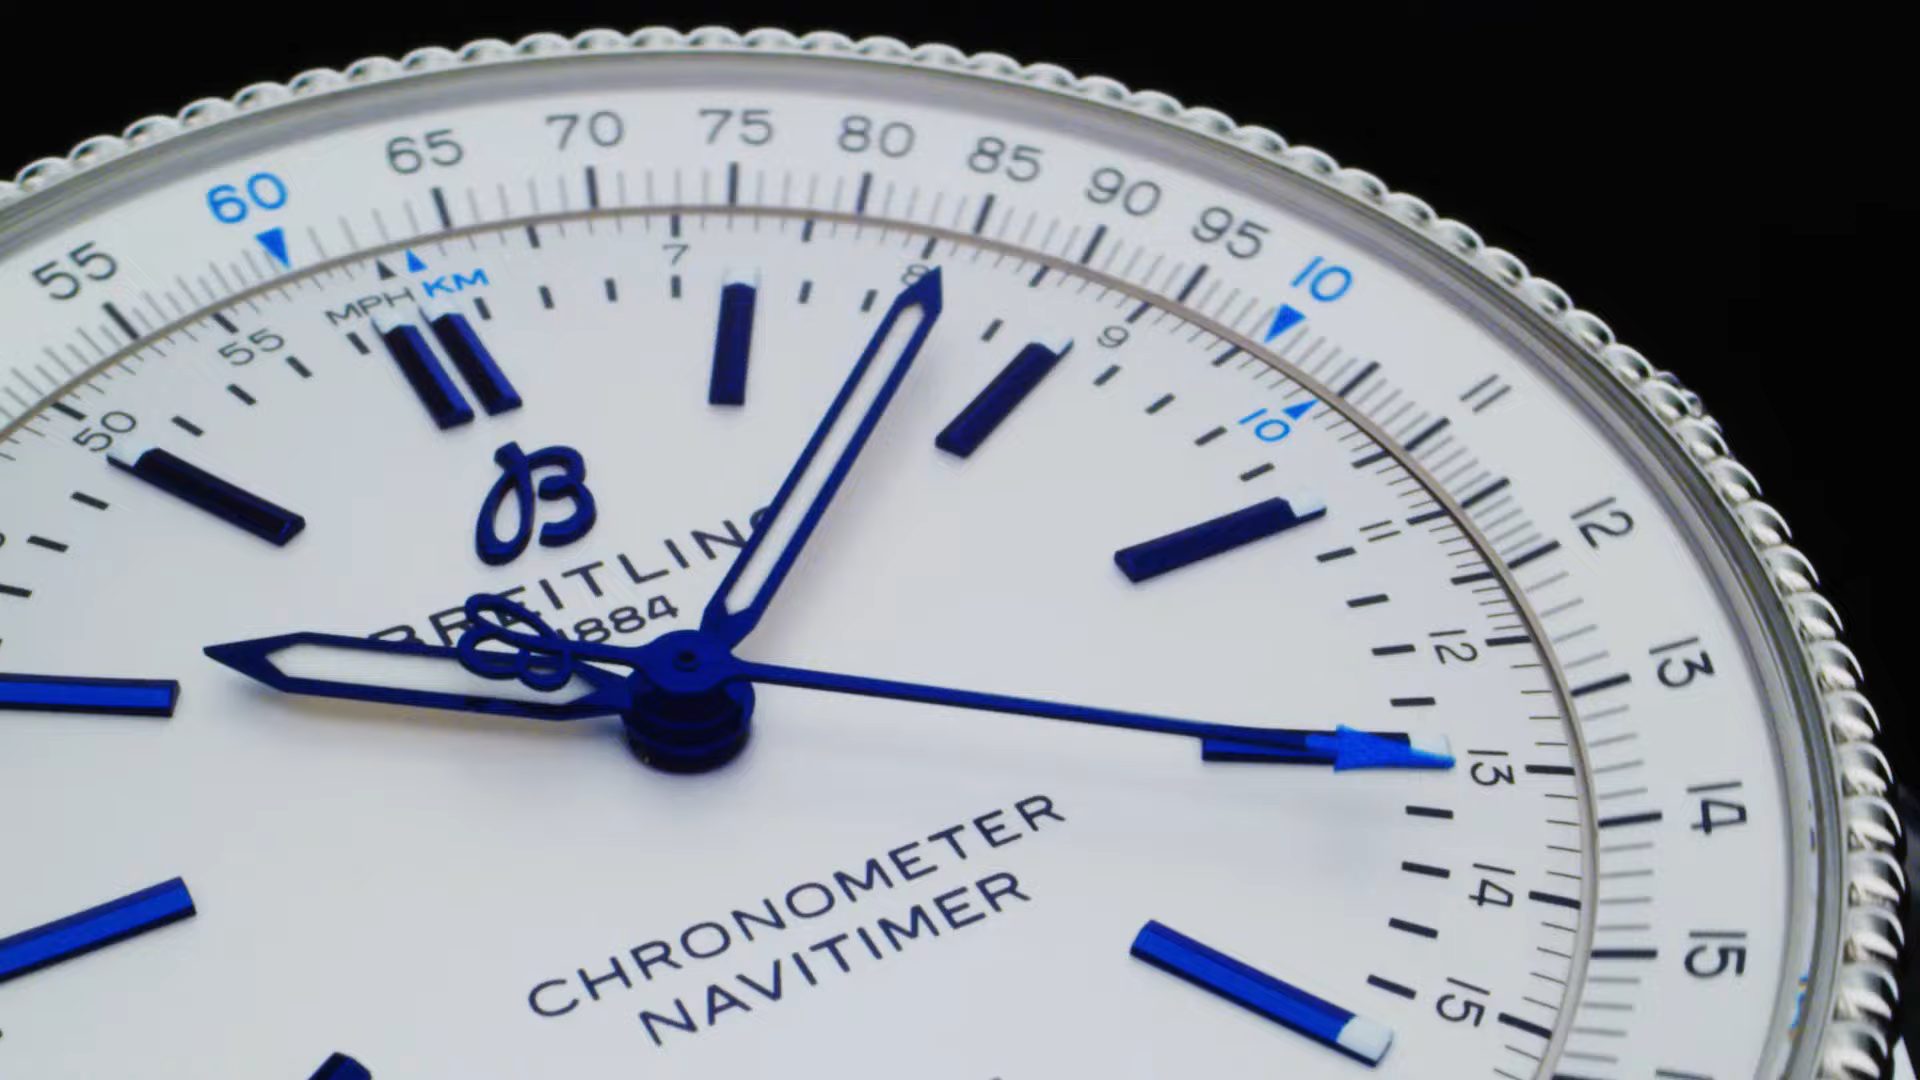 55 60 65 70 75 80 85 90 95 10 11 12 13 14 15
50 55 MPH KM 7 8 9 10 11 12 13 14 15
B
BREITLING
1884
CHRONOMETER
NAVITIMER